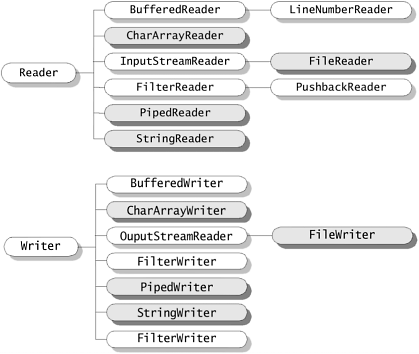 BufferedReader
LineNumberReader
CharArrayReader
InputStreamReader
FileReader
Reader
FilterReader
PushbackReader
PipedReader
StringReader
BufferedWriter
CharArrayWriter
Writer
OuputStreamReader
FileWriter
FilterWriter
PipedWriter
StringWriter
FilterWriter